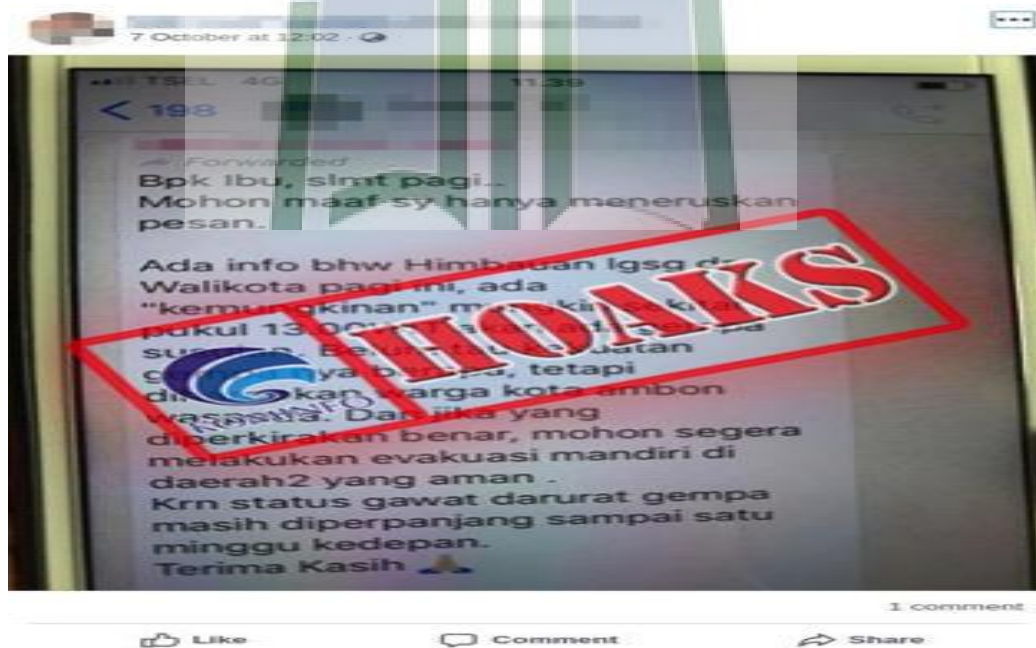 7 October at 12:02
TSEL 4G 11.39
198
Forwarded
Bpk Ibu, slmt pagi..
Mohon maaf sy hanya meneruskan
pesan.
Ada info bhw Himbauan lgsg dr
Walikota pagi ini, ada
"kemungkinan"
pukul 13.00
tetapi
warga kota ambon
Dan jika yang
diperkirakan benar, mohon segera
melakukan evakuasi mandiri di
daerah2 yang aman .
Krn status gawat darurat gempa
masih diperpanjang sampai satu
minggu kedepan.
Terima Kasih 🙏
HOAKS
KOMINFO
1 comment
Like Comment Share